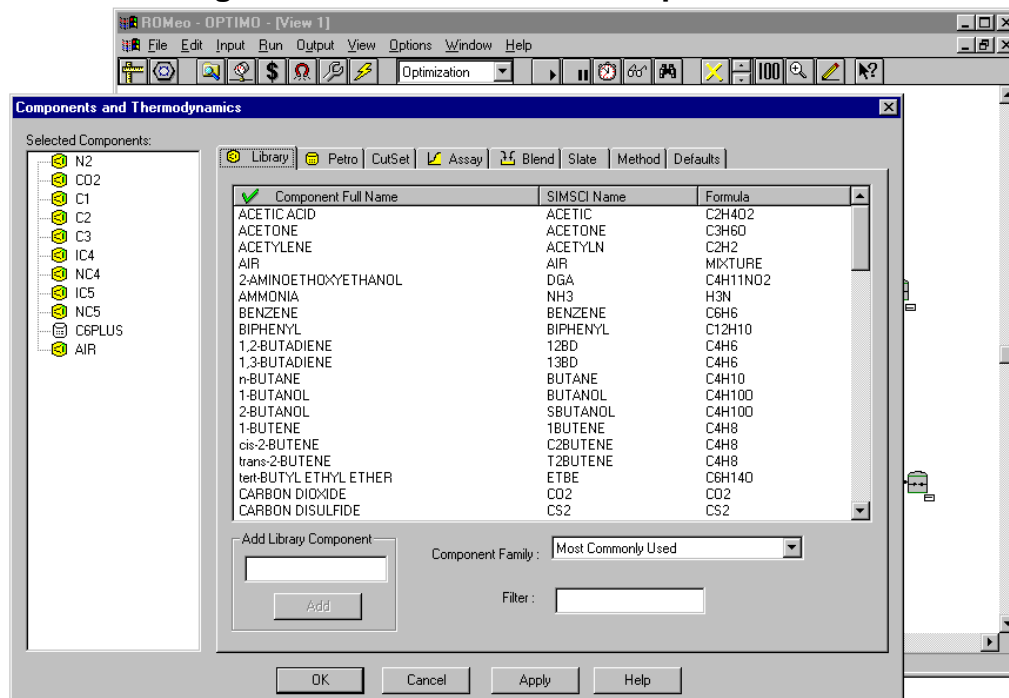 ROMeo - OPTIMO - [View 1]
File Edit Input Run Output View Options Window Help
$ Optimization 100
Components and Thermodynamics
Selected Components:
N2
CO2
C1
C2
C3
IC4
NC4
IC5
NC5
C6PLUS
AIR
Library Petro CutSet Assay Blend Slate Method Defaults
Component Full Name SIMSCI Name Formula
ACETIC ACID ACETIC C2H4O2
ACETONE ACETONE C3H6O
ACETYLENE ACETYLN C2H2
AIR AIR MIXTURE
2-AMINOETHOXYETHANOL DGA C4H11NO2
AMMONIA NH3 H3N
BENZENE BENZENE C6H6
BIPHENYL BIPHENYL C12H10
1,2-BUTADIENE 12BD C4H6
1,3-BUTADIENE 13BD C4H6
n-BUTANE BUTANE C4H10
1-BUTANOL BUTANOL C4H10O
2-BUTANOL SBUTANOL C4H10O
1-BUTENE 1BUTENE C4H8
cis-2-BUTENE C2BUTENE C4H8
trans-2-BUTENE T2BUTENE C4H8
tert-BUTYL ETHYL ETHER ETBE C6H14O
CARBON DIOXIDE CO2 CO2
CARBON DISULFIDE CS2 CS2
Add Library Component
Add
Component Family : Most Commonly Used
Filter :
OK Cancel Apply Help